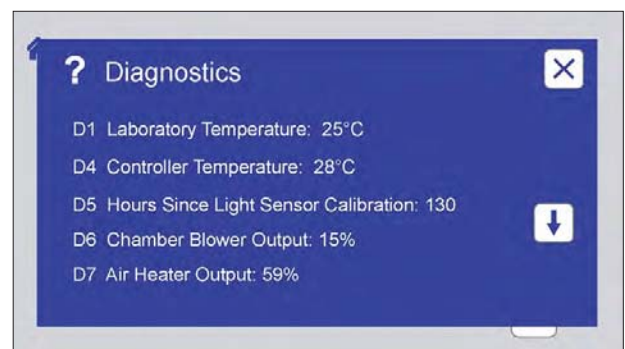 ? Diagnostics
D1 Laboratory Temperature: 25°C
D4 Controller Temperature: 28°C
D5 Hours Since Light Sensor Calibration: 130
D6 Chamber Blower Output: 15%
D7 Air Heater Output: 59%